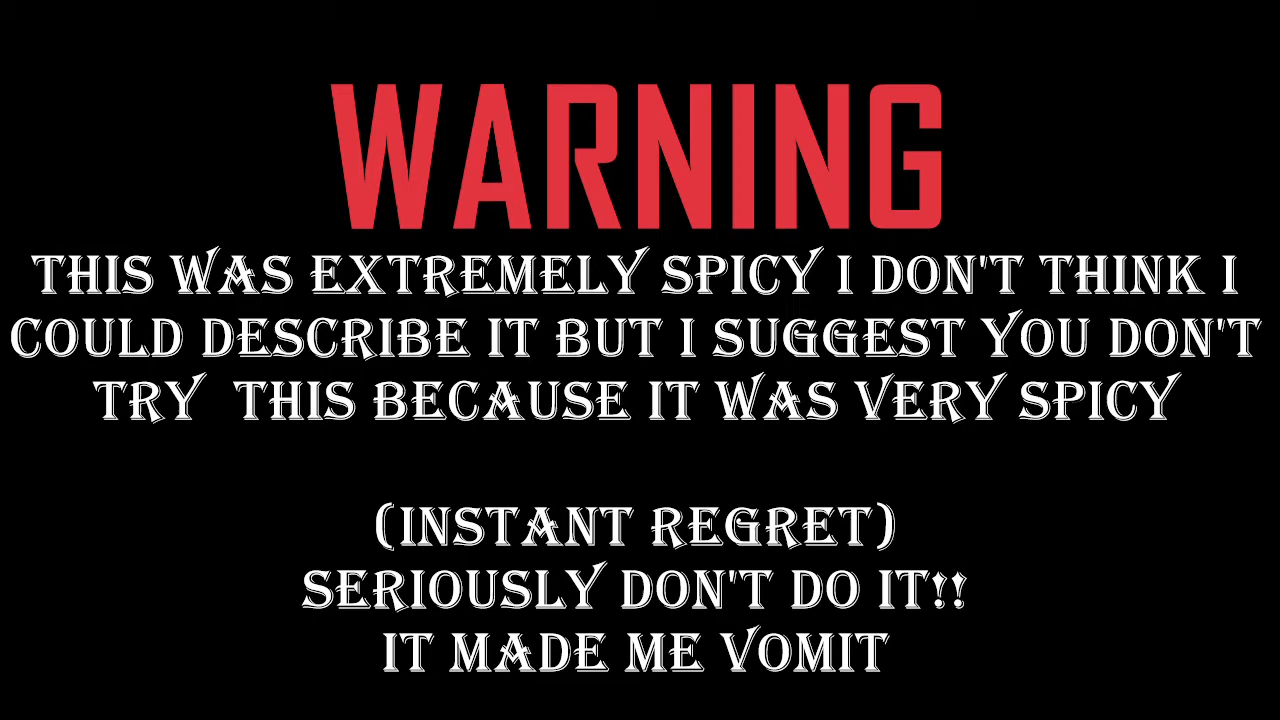 WARNING
THIS WAS EXTREMELY SPICY I DON'T THINK I
COULD DESCRIBE IT BUT I SUGGEST YOU DON'T
TRY  THIS BECAUSE IT WAS VERY SPICY
(INSTANT REGRET)
SERIOUSLY DON'T DO IT!!
IT MADE ME VOMIT